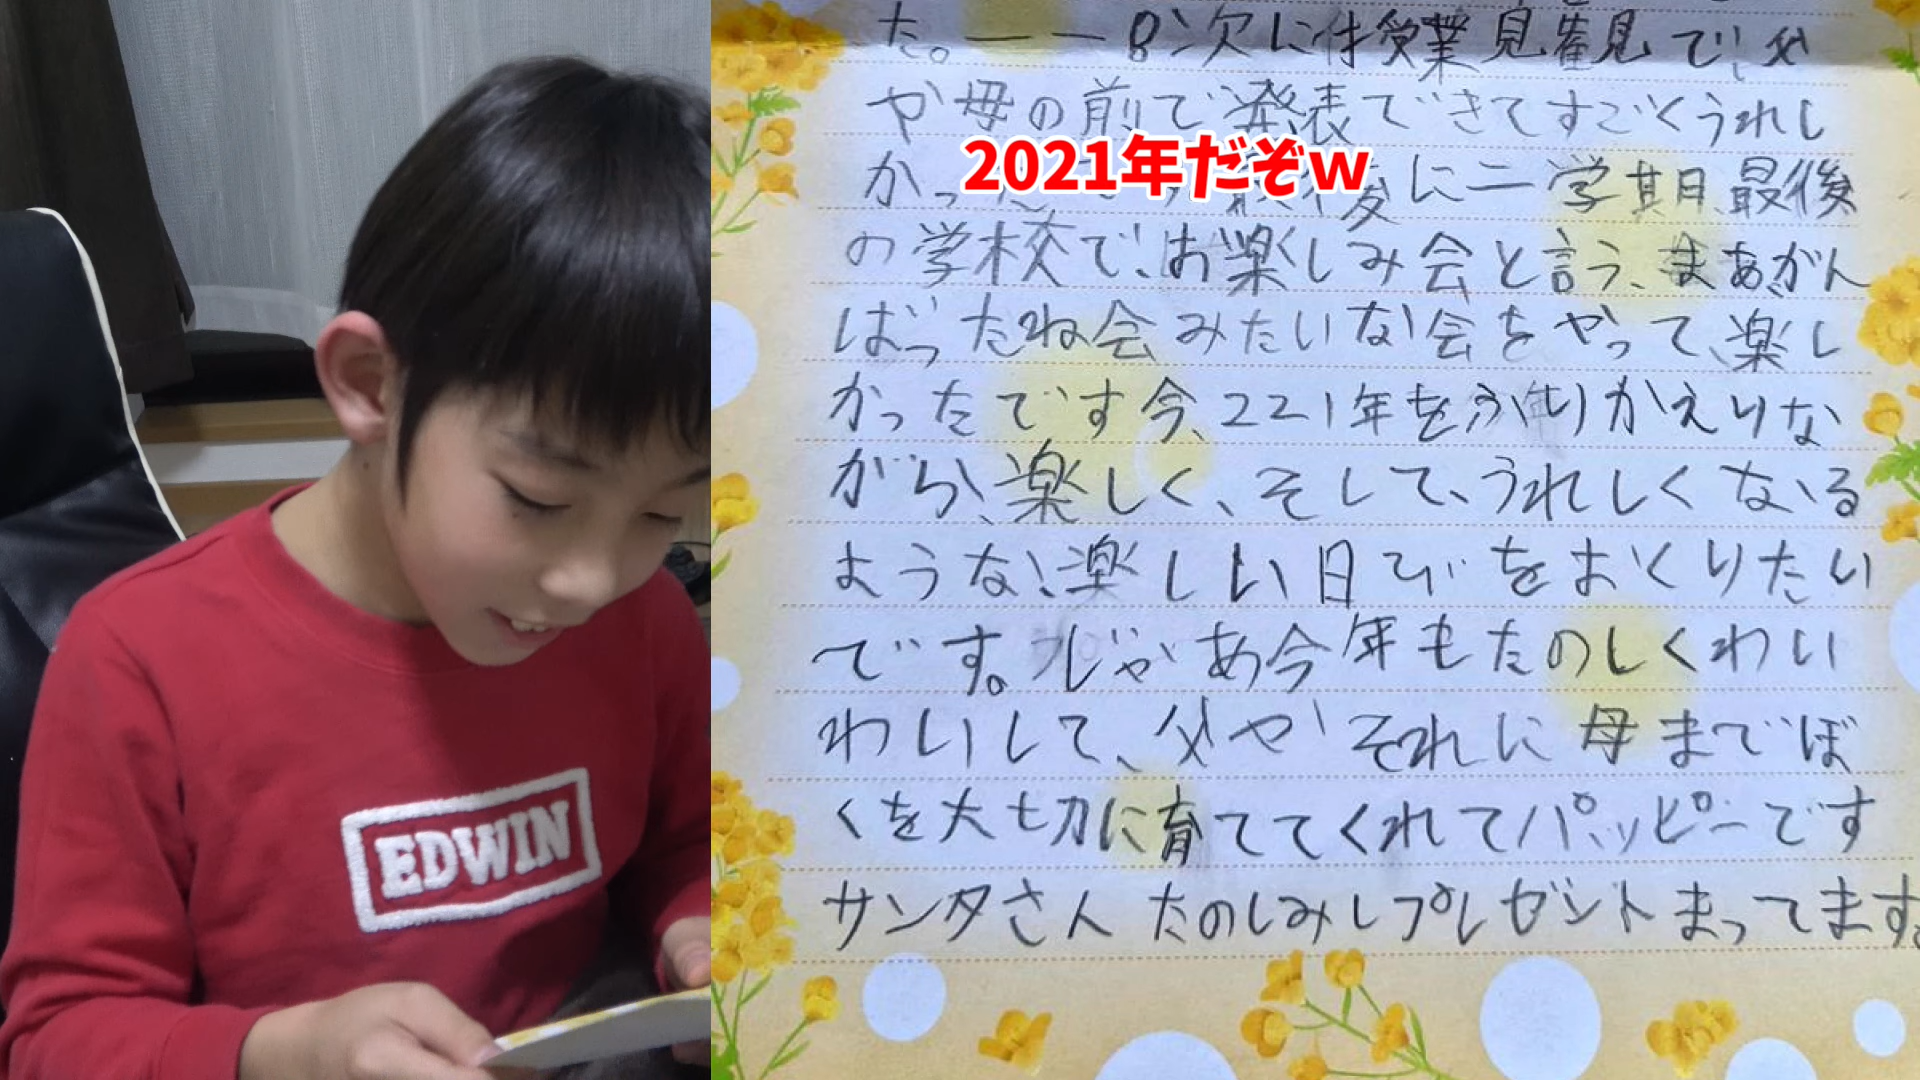 EDWIN
2021年だぞw
た。次に授業見観で、父
や母の前で発表できてすごくうれし
かっ 後に二学期最後
の学校で、お楽しみ会と言う、まあがん
ばったね会みたいな会をやって、楽し
かったです今、221年をふりかえりな
がら、楽しく、そして、うれしくなる
ような、楽しい日びをおくりたい
です。じゃあ今年もたのしくわい
わいして、父やそれに母までぼ
くを大切に育ててくれてハッピーです
サンタさんたのしみしプレゼントまってます。